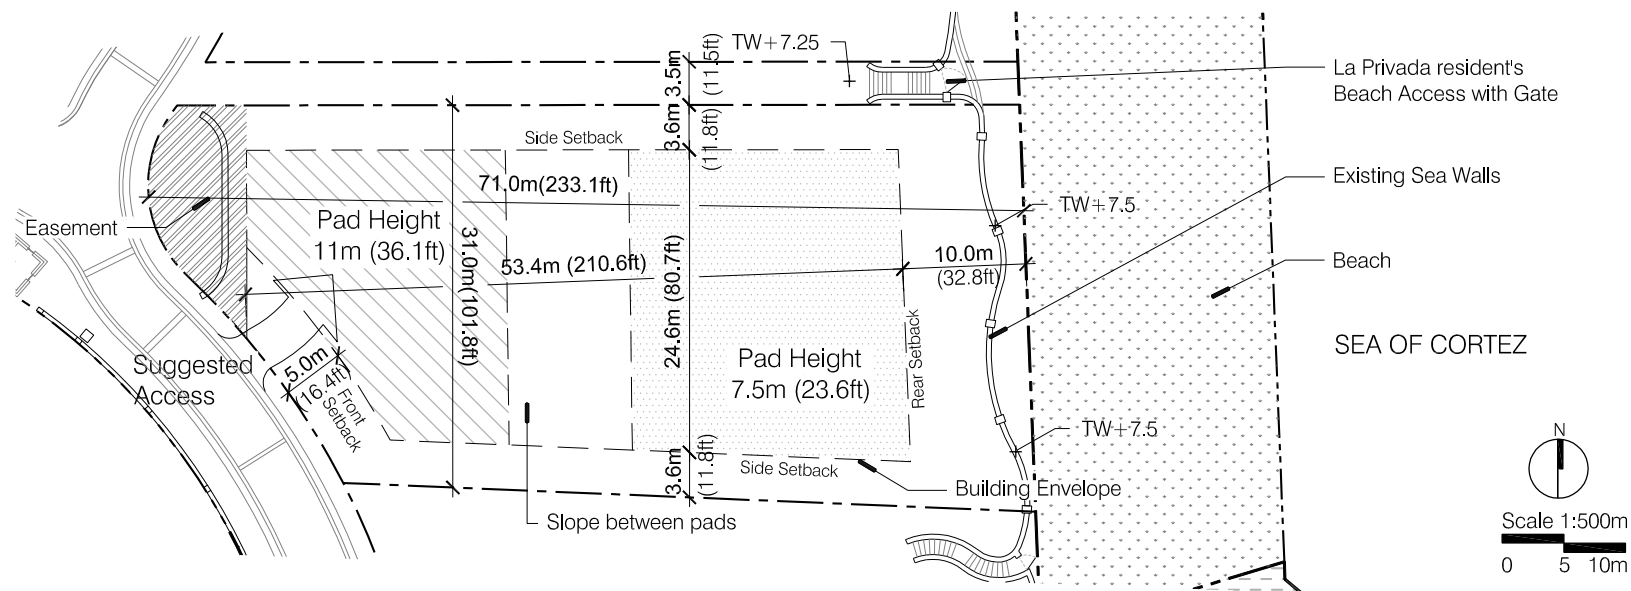 TW+7.25
3.5m
(11.5ft)
La Privada resident's
Beach Access with Gate
3.6m
(11.8ft)
Side Setback
71.0m(233.1ft)
Existing Sea Walls
TW+7.5
Easement
Pad Height
11m (36.1ft)
31.0m(101.8ft)
53.4m (210.6ft)
24.6m (80.7ft)
10.0m
(32.8ft)
Beach
Rear Setback
SEA OF CORTEZ
Suggested
Access
5.0m
(16.4ft)
Front
Setback
Pad Height
7.5m (23.6ft)
TW+7.5
3.6m
(11.8ft)
Side Setback
Building Envelope
Slope between pads
N
Scale 1:500m
0 5 10m